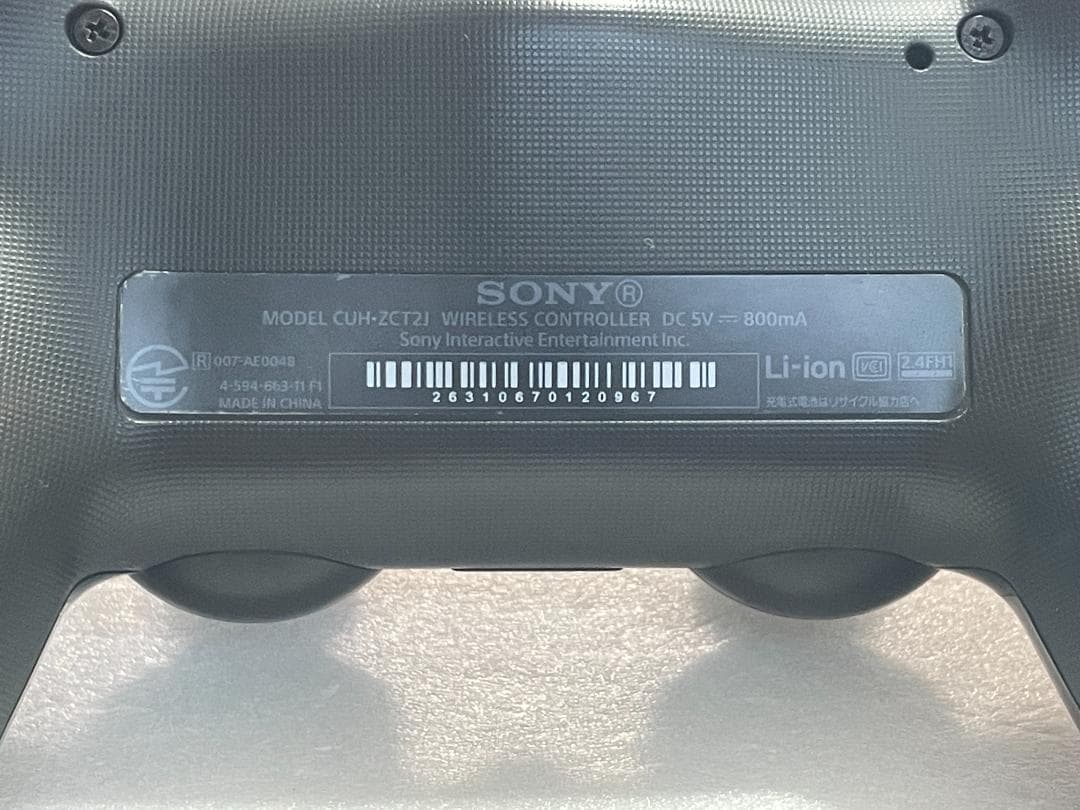 SONY®
MODEL CUH-ZCT2J WIRELESS CONTROLLER DC 5V ⎓ 800mA
Sony Interactive Entertainment Inc.
R 007-AE0048
4-594-663-11 F1
MADE IN CHINA
26310670120967
Li-ion VCI 2.4FH1
充電式電池はリサイクル協力店へ